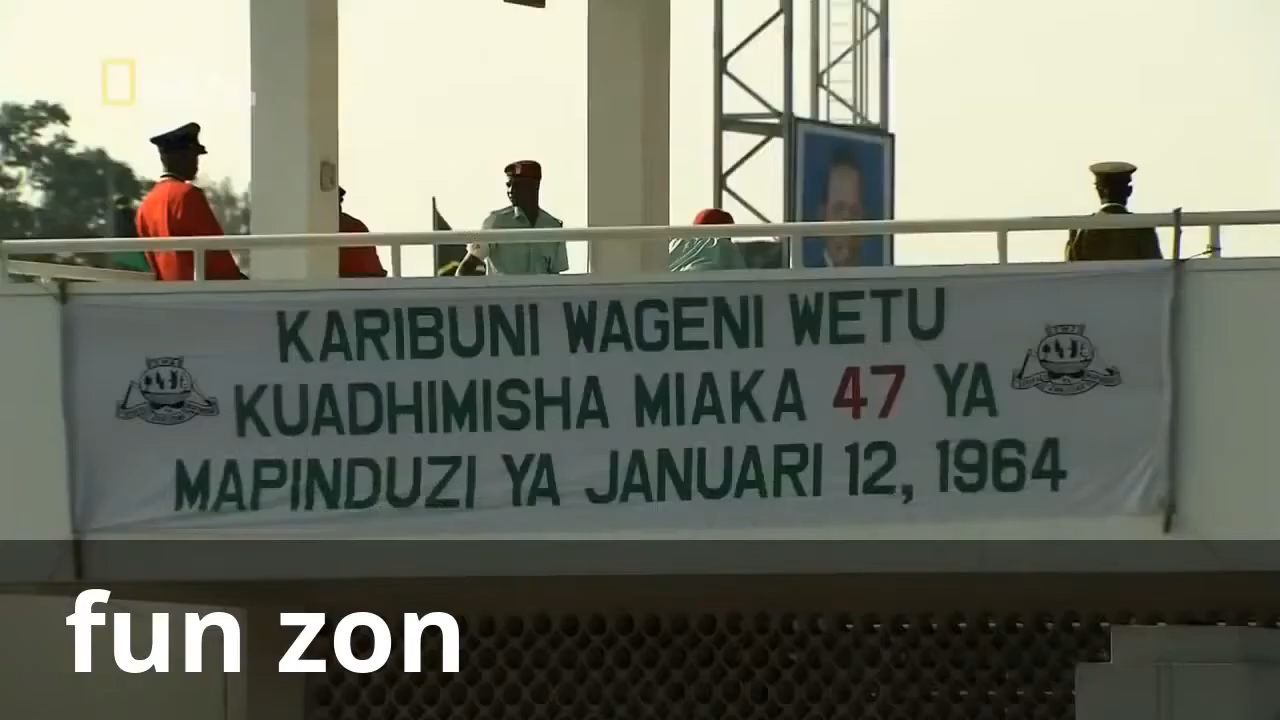 KARIBUNI WAGENI WETU
KUADHIMISHA MIAKA 47 YA
MAPINDUZI YA JANUARI 12, 1964
fun zon